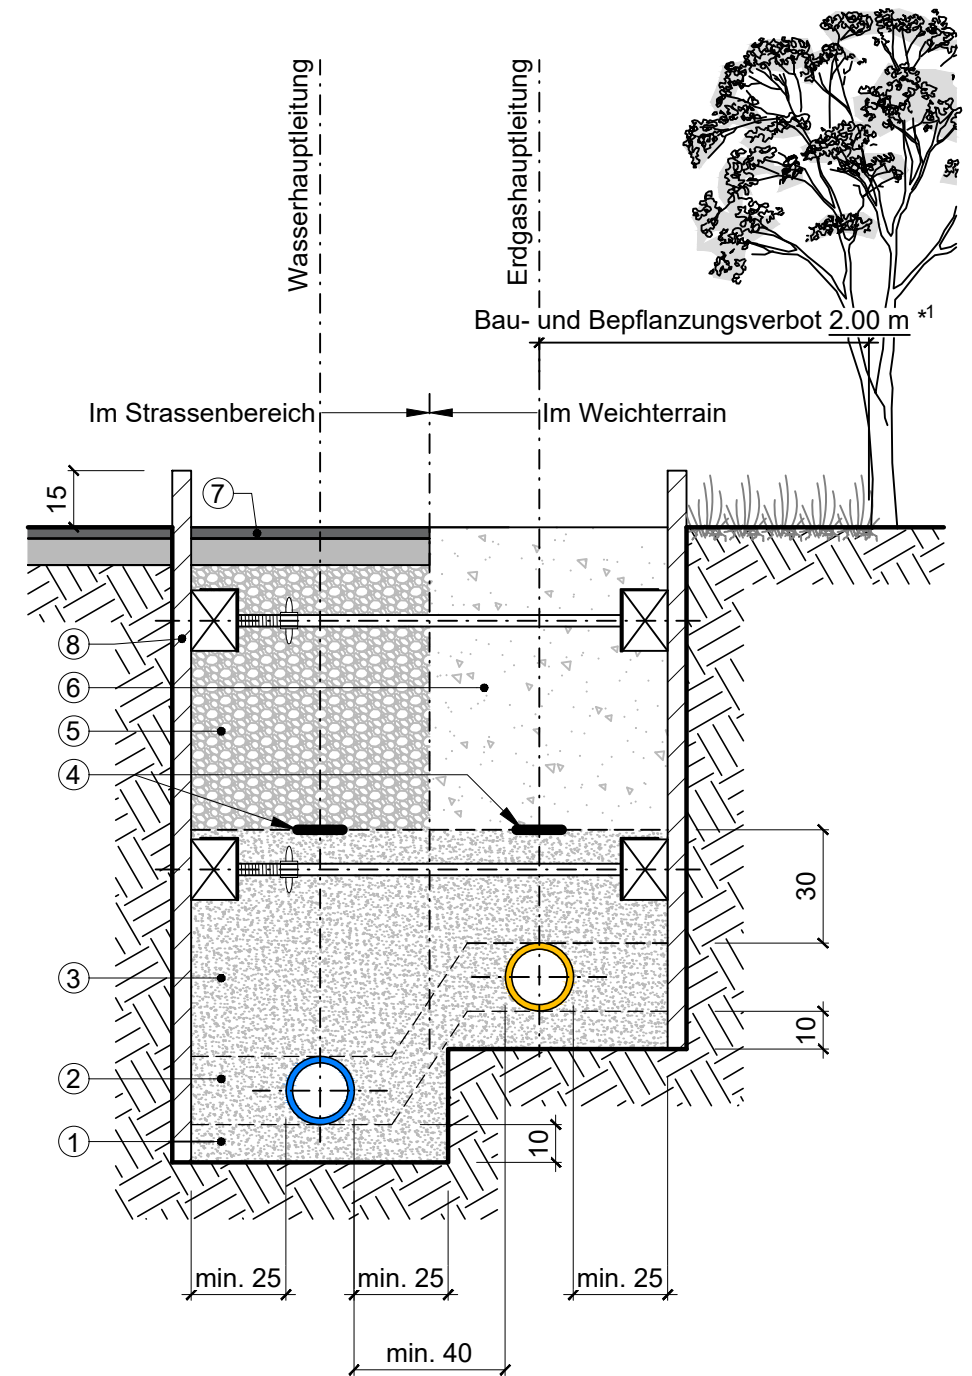 Wasserhauptleitung
Erdgashauptleitung
Bau- und Bepflanzungsverbot 2.00 m *1
Im Strassenbereich
Im Weichterrain
15
7
8
6
5
4
30
3
10
2
1
10
min. 25
min. 25
min. 25
min. 40